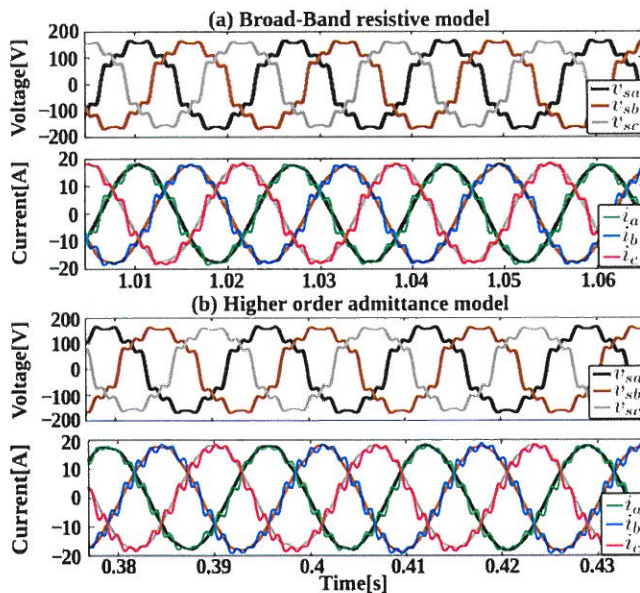 (a) Broad-Band resistive model
Voltage[V]
200
100
0
−100
−200
v_sa
v_sb
v_sc
Current[A]
20
10
0
−10
−20
i_a
i_b
i_c
1.01 1.02 1.03 1.04 1.05 1.06
(b) Higher order admittance model
Voltage[V]
200
100
0
−100
−200
v_sa
v_sb
v_sc
Current[A]
20
10
0
−10
−20
i_a
i_b
i_c
0.38 0.39 0.4 0.41 0.42 0.43
Time[s]